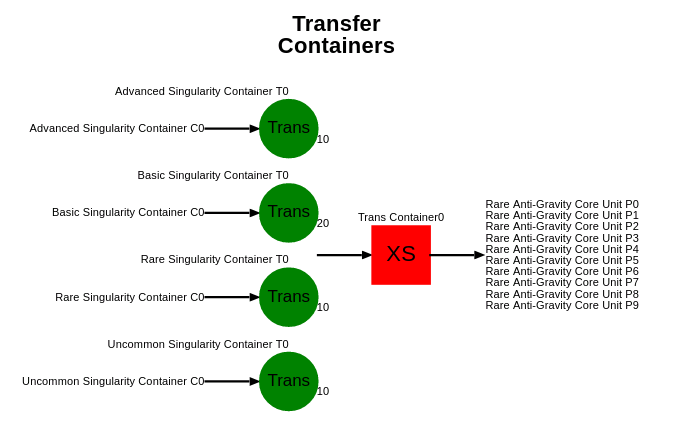 Transfer
Containers
Advanced Singularity Container T0
Advanced Singularity Container C0
Trans
10
Basic Singularity Container T0
Basic Singularity Container C0
Trans
20
Rare Singularity Container T0
Rare Singularity Container C0
Trans
10
Uncommon Singularity Container T0
Uncommon Singularity Container C0
Trans
10
Trans Container0
XS
Rare Anti-Gravity Core Unit P0
Rare Anti-Gravity Core Unit P1
Rare Anti-Gravity Core Unit P2
Rare Anti-Gravity Core Unit P3
Rare Anti-Gravity Core Unit P4
Rare Anti-Gravity Core Unit P5
Rare Anti-Gravity Core Unit P6
Rare Anti-Gravity Core Unit P7
Rare Anti-Gravity Core Unit P8
Rare Anti-Gravity Core Unit P9